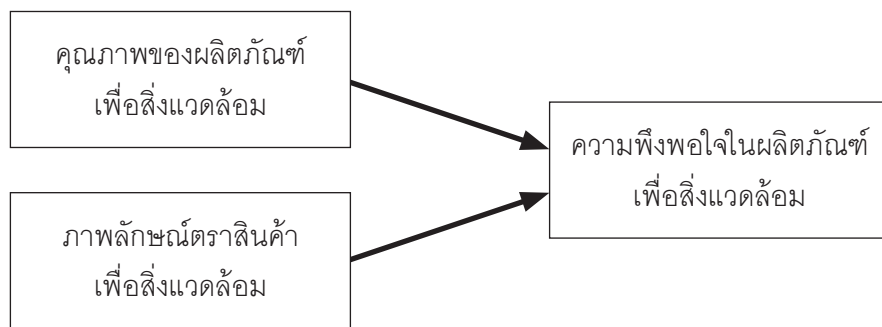 คุณภาพของผลิตภัณฑ์
เพื่อสิ่งแวดล้อม
ความพึงพอใจในผลิตภัณฑ์
เพื่อสิ่งแวดล้อม
ภาพลักษณ์ตราสินค้า
เพื่อสิ่งแวดล้อม